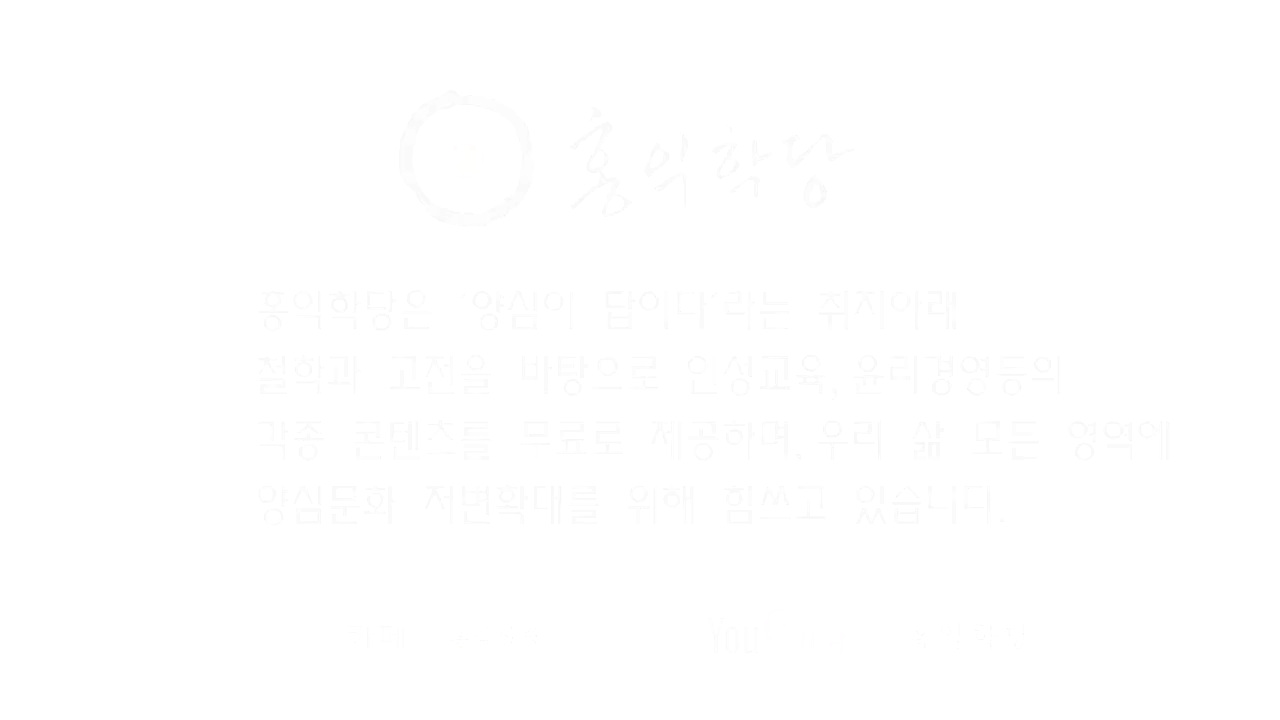 홍익학당
홍익학당은 '양심이 답이다'라는 취지아래
철학과 고전을 바탕으로 인성교육, 윤리경영등의
각종 콘텐츠를 무료로 제공하며, 우리 삶 모든 영역에
양심문화 저변확대를 위해 힘쓰고 있습니다.
You